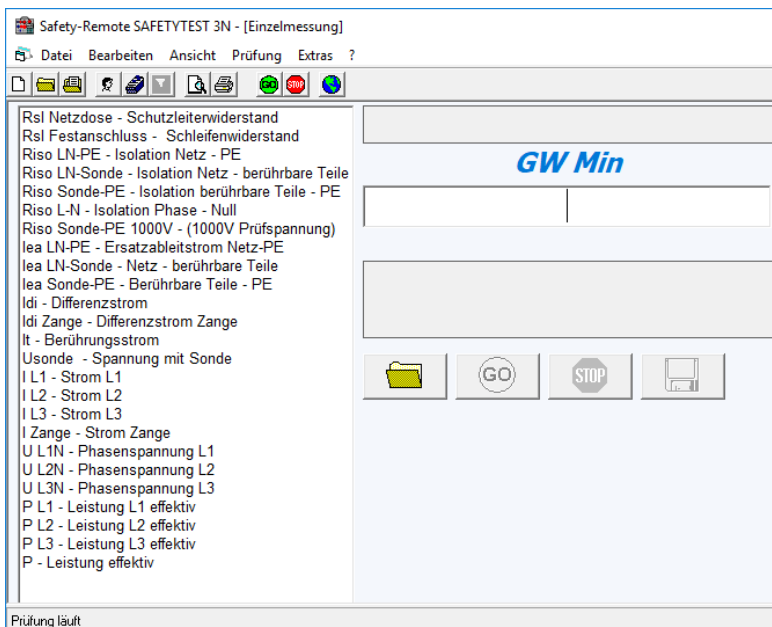 Safety-Remote SAFETYTEST 3N - [Einzelmessung]
Datei Bearbeiten Ansicht Prüfung Extras ?
GO STOP
Rsl Netzdose - Schutzleiterwiderstand
Rsl Festanschluss - Schleifenwiderstand
Riso LN-PE - Isolation Netz - PE
Riso LN-Sonde - Isolation Netz - berührbare Teile
Riso Sonde-PE - Isolation berührbare Teile - PE
Riso L-N - Isolation Phase - Null
Riso Sonde-PE 1000V - (1000V Prüfspannung)
Iea LN-PE - Ersatzableitstrom Netz-PE
Iea LN-Sonde - Netz - berührbare Teile
Iea Sonde-PE - Berührbare Teile - PE
Idi - Differenzstrom
Idi Zange - Differenzstrom Zange
It - Berührungsstrom
Usonde - Spannung mit Sonde
I L1 - Strom L1
I L2 - Strom L2
I L3 - Strom L3
I Zange - Strom Zange
U L1N - Phasenspannung L1
U L2N - Phasenspannung L2
U L3N - Phasenspannung L3
P L1 - Leistung L1 effektiv
P L2 - Leistung L2 effektiv
P L3 - Leistung L3 effektiv
P - Leistung effektiv
GW Min
GO STOP
Prüfung läuft